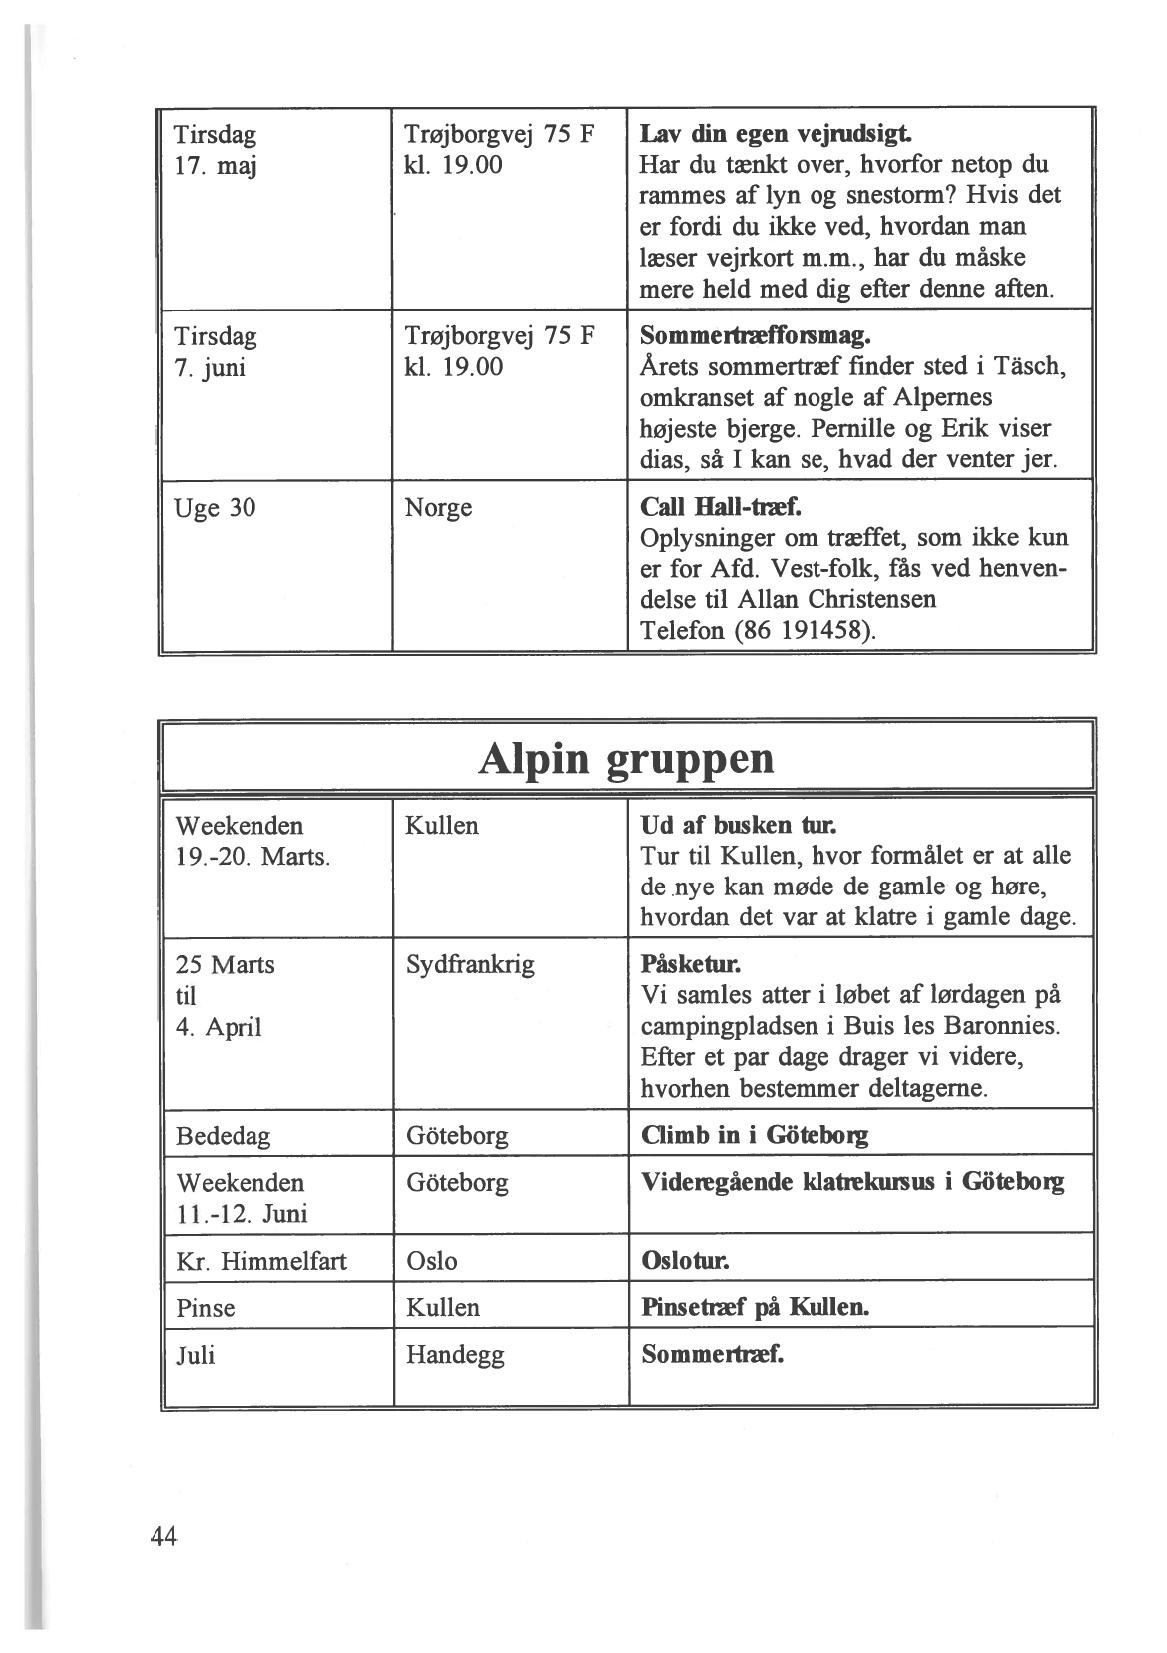 Tirsdag
17. maj
Trøjborgvej 75 F
kl. 19.00
Lav din egen vejrudsigt.
Har du tænkt over, hvorfor netop du
rammes af lyn og snestorm? Hvis det
er fordi du ikke ved, hvordan man
læser vejrkort m.m., har du måske
mere held med dig efter denne aften.
Tirsdag
7. juni
Trøjborgvej 75 F
kl. 19.00
Sommertræfforsmag.
Årets sommertræf finder sted i Täsch,
omkranset af nogle af Alpernes
højeste bjerge. Pernille og Erik viser
dias, så I kan se, hvad der venter jer.
Uge 30
Norge
Call Hall-træf.
Oplysninger om træffet, som ikke kun
er for Afd. Vest-folk, fås ved henven-
delse til Allan Christensen
Telefon (86 191458).
Alpin gruppen
Weekenden
19.-20. Marts.
Kullen
Ud af busken tur.
Tur til Kullen, hvor formålet er at alle
de nye kan møde de gamle og høre,
hvordan det var at klatre i gamle dage.
25 Marts
til
4. April
Sydfrankrig
Påsketur.
Vi samles atter i løbet af lørdagen på
campingpladsen i Buis les Baronnies.
Efter et par dage drager vi videre,
hvorhen bestemmer deltagerne.
Bededag
Göteborg
Climb in i Göteborg
Weekenden
11.-12. Juni
Göteborg
Videregående klatrekursus i Göteborg
Kr. Himmelfart
Oslo
Oslotur.
Pinse
Kullen
Pinsetræf på Kullen.
Juli
Handegg
Sommertræf.
44